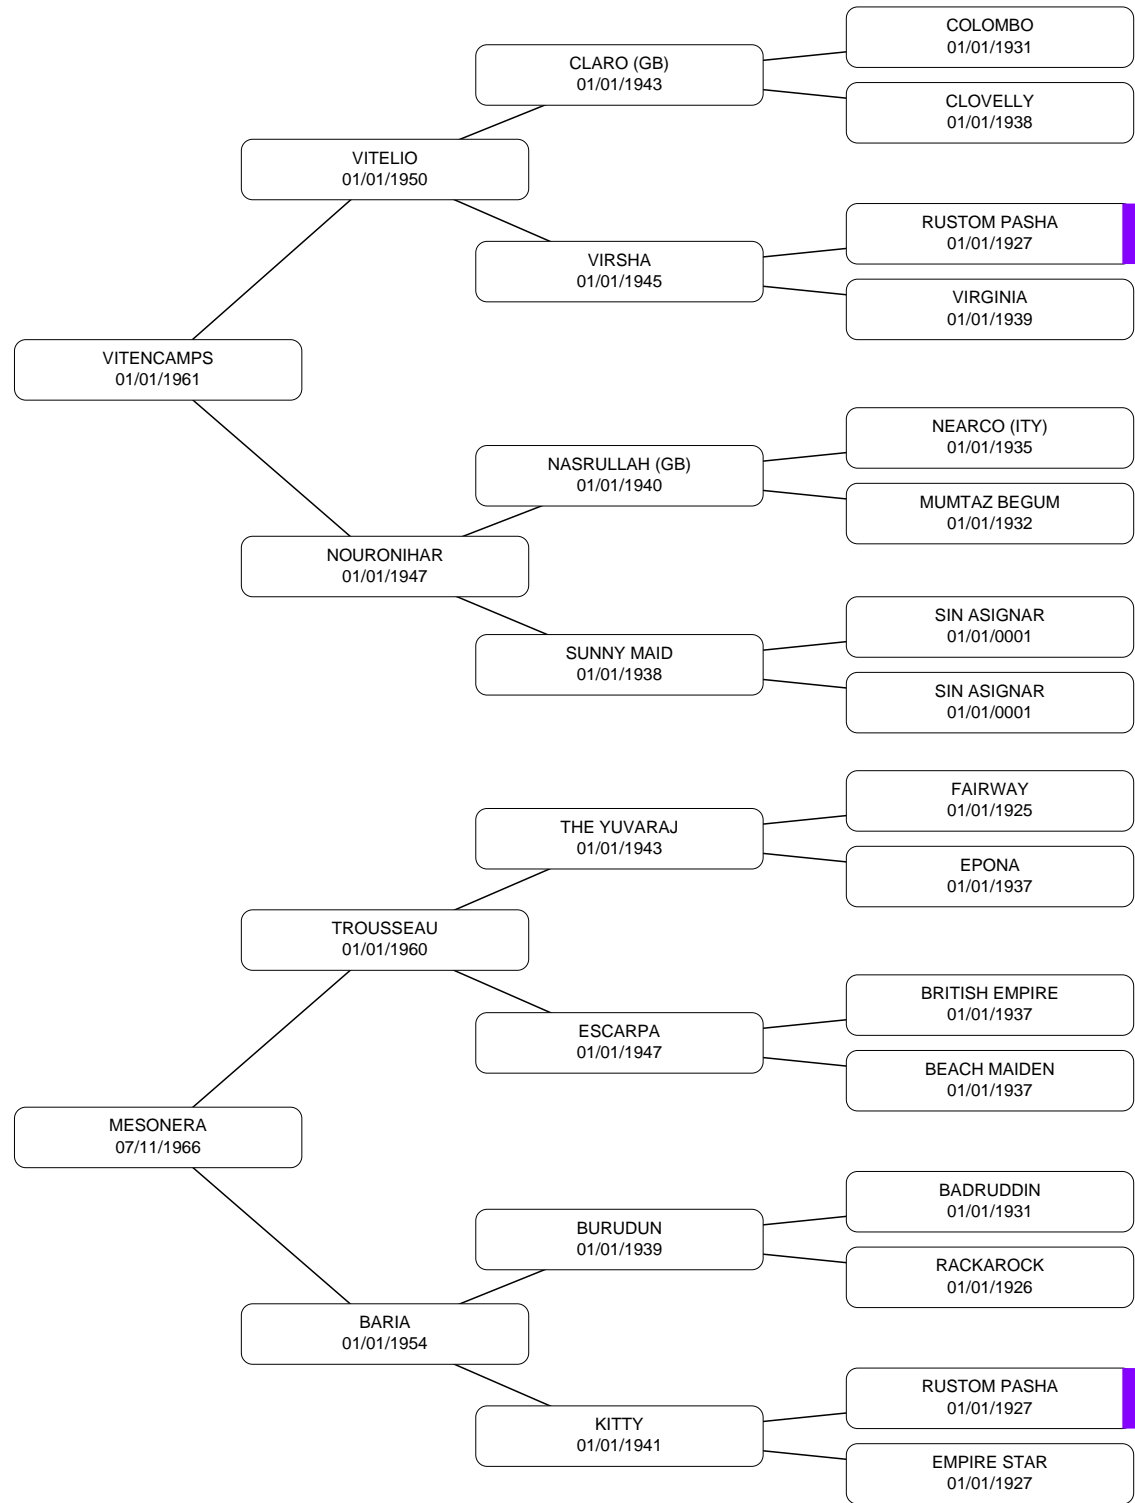 COLOMBO
01/01/1931
CLARO (GB)
01/01/1943
CLOVELLY
01/01/1938
VITELIO
01/01/1950
RUSTOM PASHA
01/01/1927
VIRSHA
01/01/1945
VIRGINIA
01/01/1939
VITENCAMPS
01/01/1961
NEARCO (ITY)
01/01/1935
NASRULLAH (GB)
01/01/1940
MUMTAZ BEGUM
01/01/1932
NOURONIHAR
01/01/1947
SIN ASIGNAR
01/01/0001
SUNNY MAID
01/01/1938
SIN ASIGNAR
01/01/0001
FAIRWAY
01/01/1925
THE YUVARAJ
01/01/1943
EPONA
01/01/1937
TROUSSEAU
01/01/1960
BRITISH EMPIRE
01/01/1937
ESCARPA
01/01/1947
BEACH MAIDEN
01/01/1937
MESONERA
07/11/1966
BADRUDDIN
01/01/1931
BURUDUN
01/01/1939
RACKAROCK
01/01/1926
BARIA
01/01/1954
RUSTOM PASHA
01/01/1927
KITTY
01/01/1941
EMPIRE STAR
01/01/1927